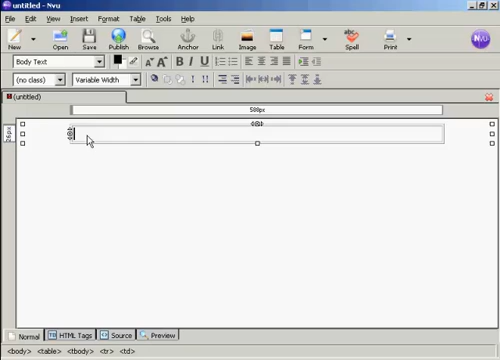 untitled - Nvu
File Edit View Insert Format Table Tools Help
New Open Save Publish Browse Anchor Link Image Table Form abc Spell Print Nvu
Body Text A A B I U
(no class) Variable Width ! !!
(untitled)
500px
26px
Normal HTML Tags Source Preview
<body> <table> <tbody> <tr> <td>